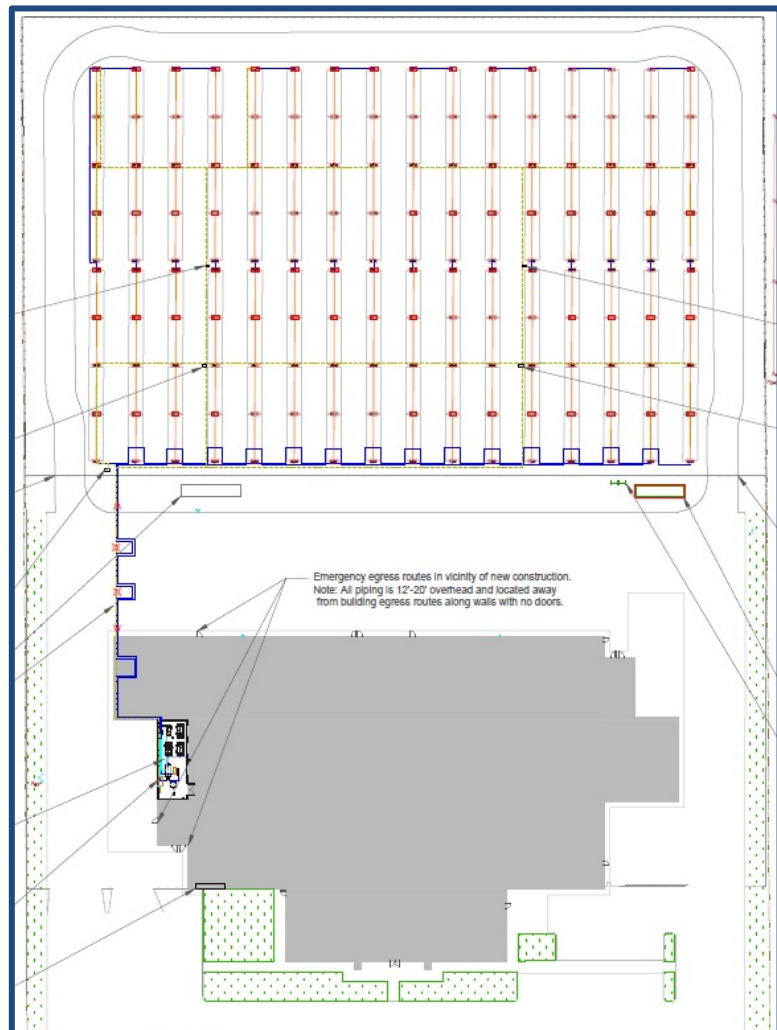 Emergency egress routes in vicinity of new construction.
Note: All piping is 12'-20' overhead and located away
from building egress routes along walls with no doors.